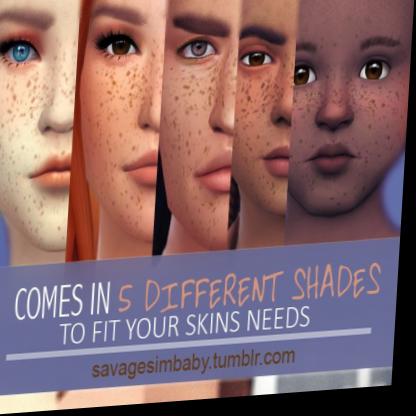 COMES IN 5 DIFFERENT SHADES
TO FIT YOUR SKINS NEEDS
savagesimbaby.tumblr.com